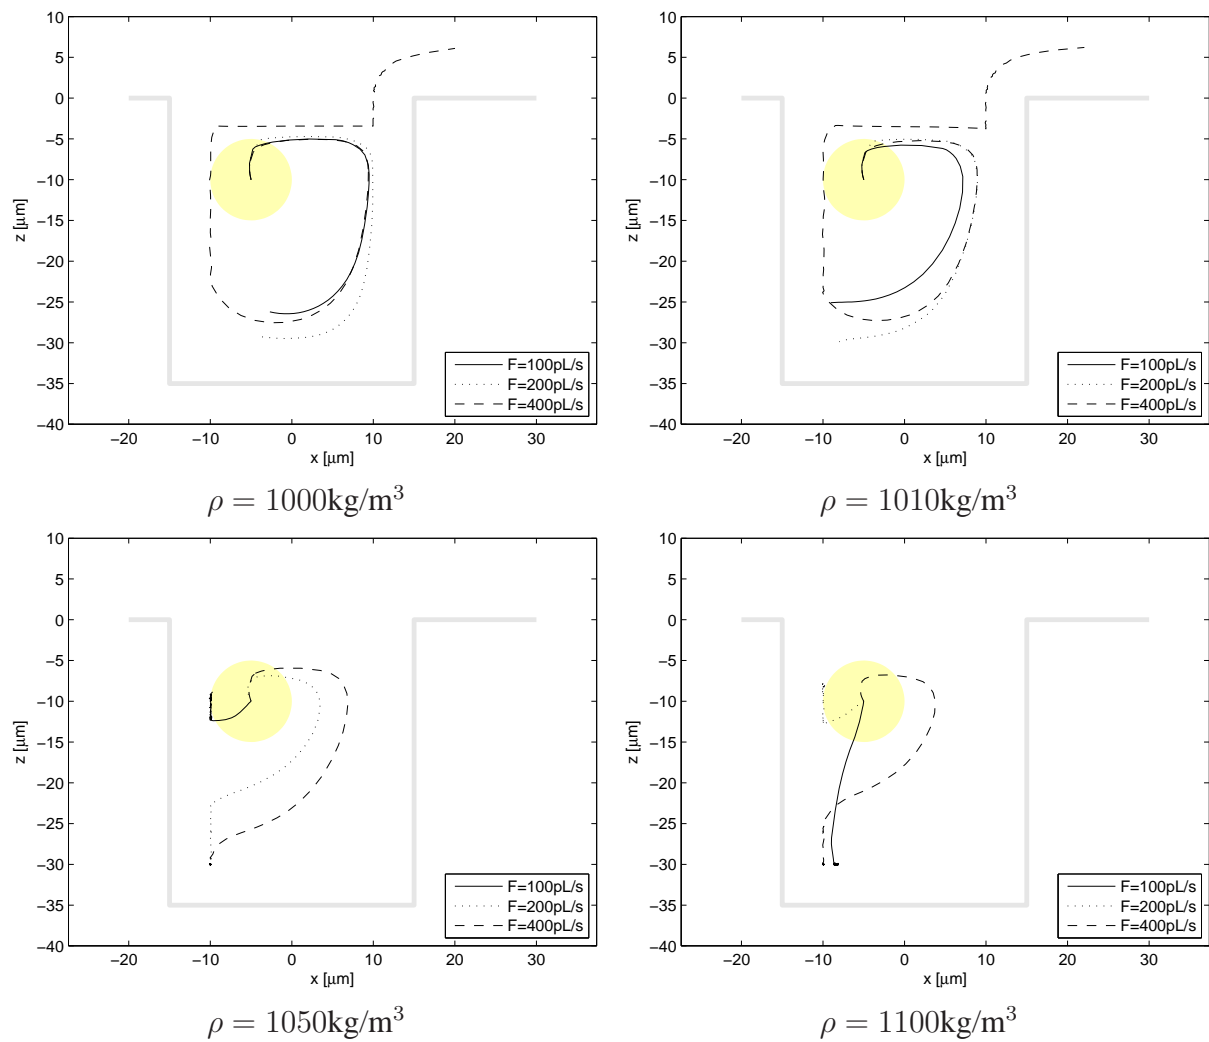 10
5
0
−5
−10
−15
−20
−25
−30
−35
−40
z [μm]
−20 −10 0 10 20 30
x [μm]
F=100pL/s
F=200pL/s
F=400pL/s
ρ = 1000kg/m³
10
5
0
−5
−10
−15
−20
−25
−30
−35
−40
z [μm]
−20 −10 0 10 20 30
x [μm]
F=100pL/s
F=200pL/s
F=400pL/s
ρ = 1010kg/m³
10
5
0
−5
−10
−15
−20
−25
−30
−35
−40
z [μm]
−20 −10 0 10 20 30
x [μm]
F=100pL/s
F=200pL/s
F=400pL/s
ρ = 1050kg/m³
10
5
0
−5
−10
−15
−20
−25
−30
−35
−40
z [μm]
−20 −10 0 10 20 30
x [μm]
F=100pL/s
F=200pL/s
F=400pL/s
ρ = 1100kg/m³